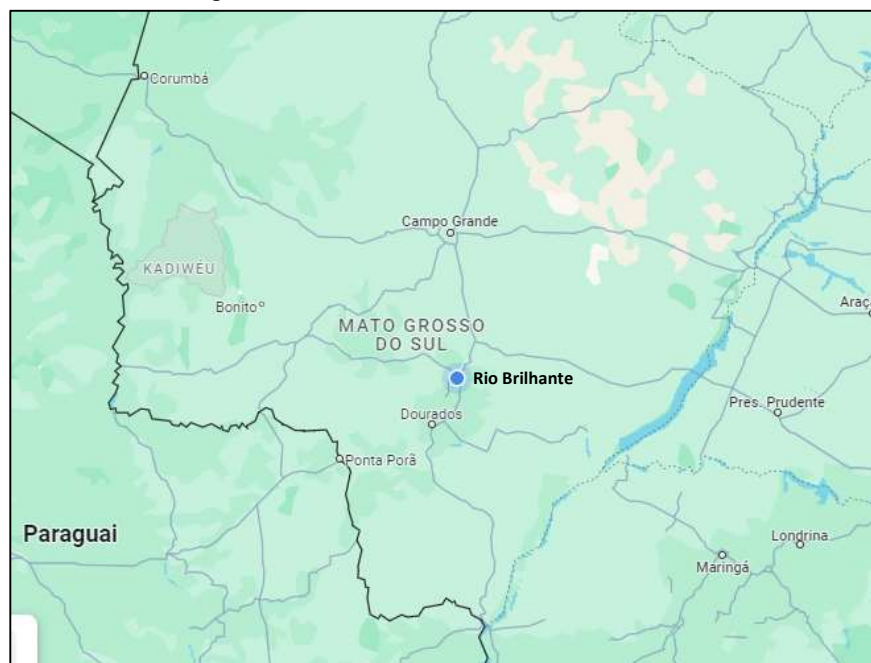 Corumbá
Campo Grande
KADIWÉU
Bonito
MATO GROSSO
DO SUL
Araç
Rio Brilhante
Pres. Prudente
Dourados
Ponta Porã
Paraguai
Londrina
Maringá